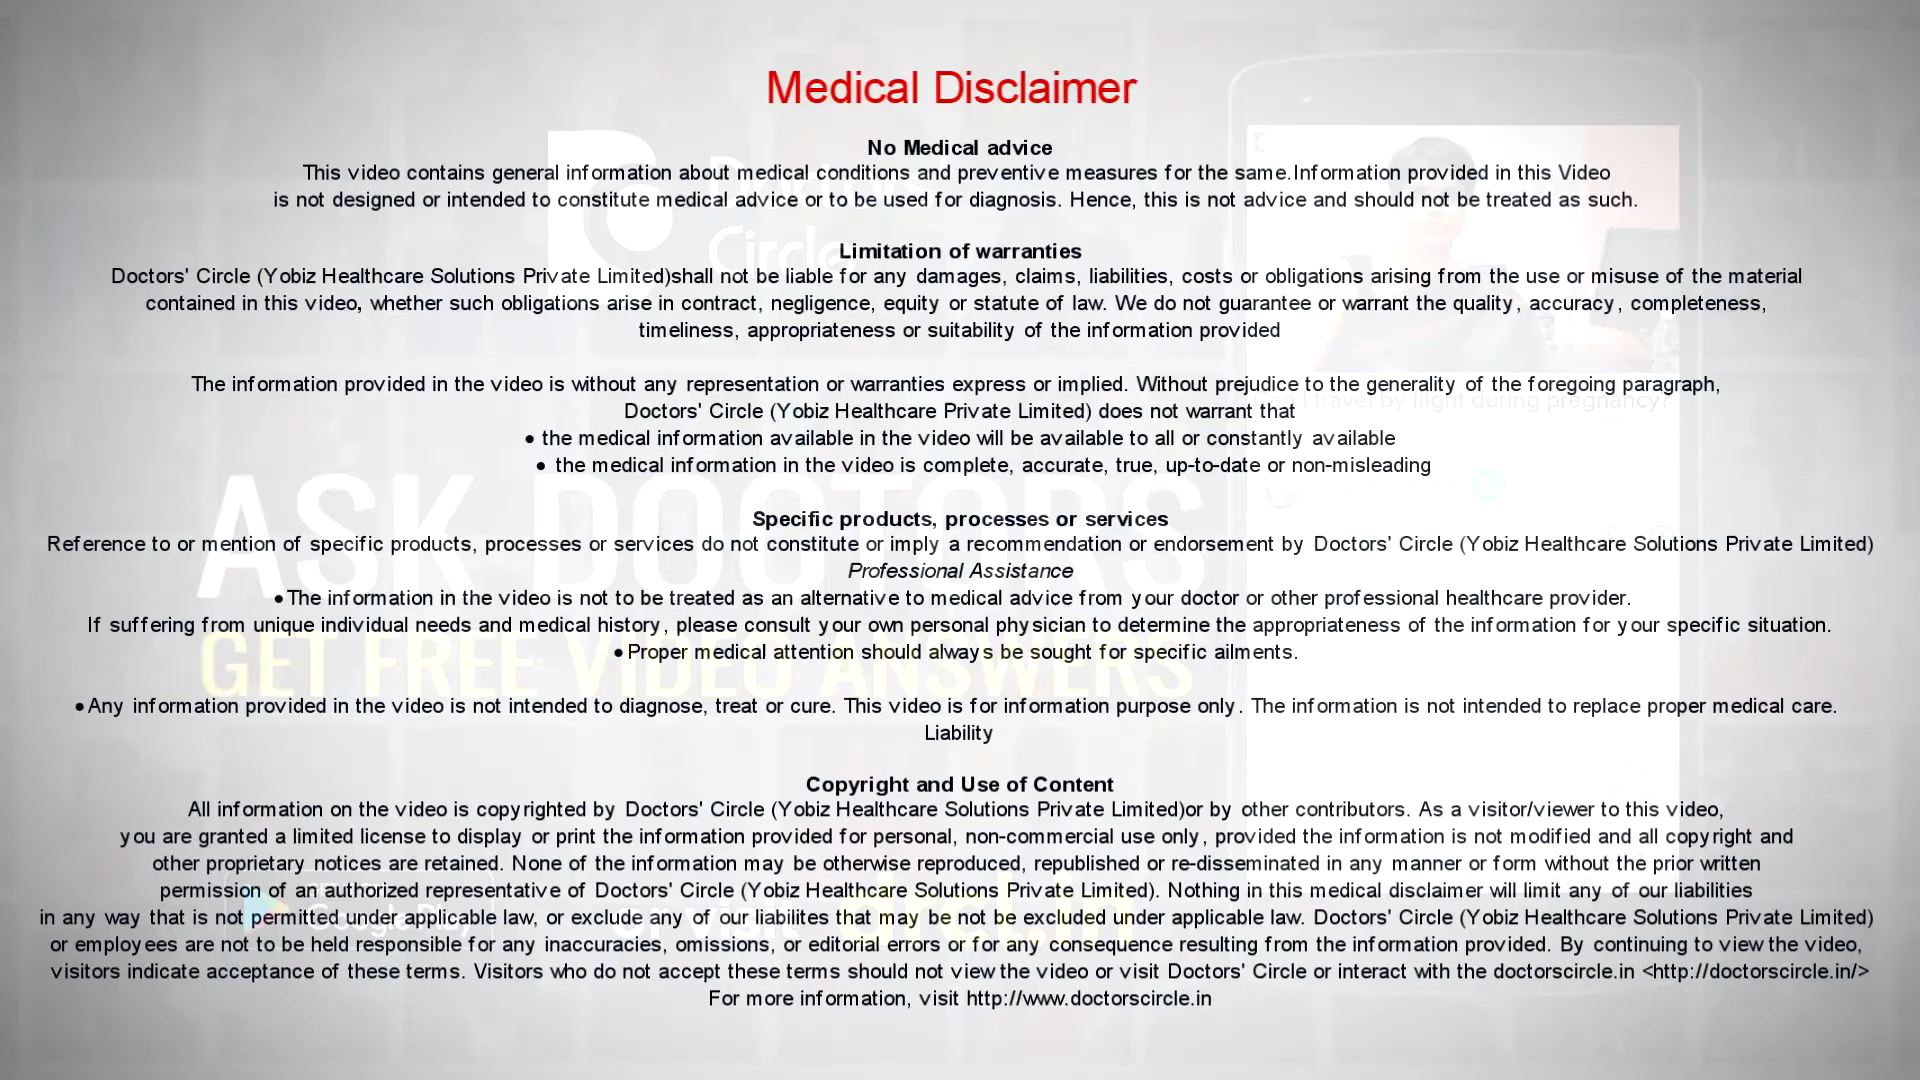 Medical Disclaimer
No Medical advice
This video contains general information about medical conditions and preventive measures for the same.Information provided in this Video
is not designed or intended to constitute medical advice or to be used for diagnosis. Hence, this is not advice and should not be treated as such.
Doctors'
Circle
Limitation of warranties
Doctors' Circle (Yobiz Healthcare Solutions Private Limited)shall not be liable for any damages, claims, liabilities, costs or obligations arising from the use or misuse of the material
contained in this video, whether such obligations arise in contract, negligence, equity or statute of law. We do not guarantee or warrant the quality, accuracy, completeness,
timeliness, appropriateness or suitability of the information provided
The information provided in the video is without any representation or warranties express or implied. Without prejudice to the generality of the foregoing paragraph,
Can I travel by flight during pregnancy?
Doctors' Circle (Yobiz Healthcare Private Limited) does not warrant that
• the medical information available in the video will be available to all or constantly available
• the medical information in the video is complete, accurate, true, up-to-date or non-misleading
ASK DOCTORS
Specific products, processes or services
Reference to or mention of specific products, processes or services do not constitute or imply a recommendation or endorsement by Doctors' Circle (Yobiz Healthcare Solutions Private Limited)
Professional Assistance
•The information in the video is not to be treated as an alternative to medical advice from your doctor or other professional healthcare provider.
If suffering from unique individual needs and medical history, please consult your own personal physician to determine the appropriateness of the information for your specific situation.
GET FREE VIDEO ANSWERS
•Proper medical attention should always be sought for specific ailments.
•Any information provided in the video is not intended to diagnose, treat or cure. This video is for information purpose only. The information is not intended to replace proper medical care.
Liability
Copyright and Use of Content
All information on the video is copyrighted by Doctors' Circle (Yobiz Healthcare Solutions Private Limited)or by other contributors. As a visitor/viewer to this video,
you are granted a limited license to display or print the information provided for personal, non-commercial use only, provided the information is not modified and all copyright and
other proprietary notices are retained. None of the information may be otherwise reproduced, republished or re-disseminated in any manner or form without the prior written
permission of an authorized representative of Doctors' Circle (Yobiz Healthcare Solutions Private Limited). Nothing in this medical disclaimer will limit any of our liabilities
in any way that is not permitted under applicable law, or exclude any of our liabilites that may be not be excluded under applicable law. Doctors' Circle (Yobiz Healthcare Solutions Private Limited)
Google Play
or visit drcl.in
or employees are not to be held responsible for any inaccuracies, omissions, or editorial errors or for any consequence resulting from the information provided. By continuing to view the video,
visitors indicate acceptance of these terms. Visitors who do not accept these terms should not view the video or visit Doctors' Circle or interact with the doctorscircle.in <http://doctorscircle.in/>
For more information, visit http://www.doctorscircle.in